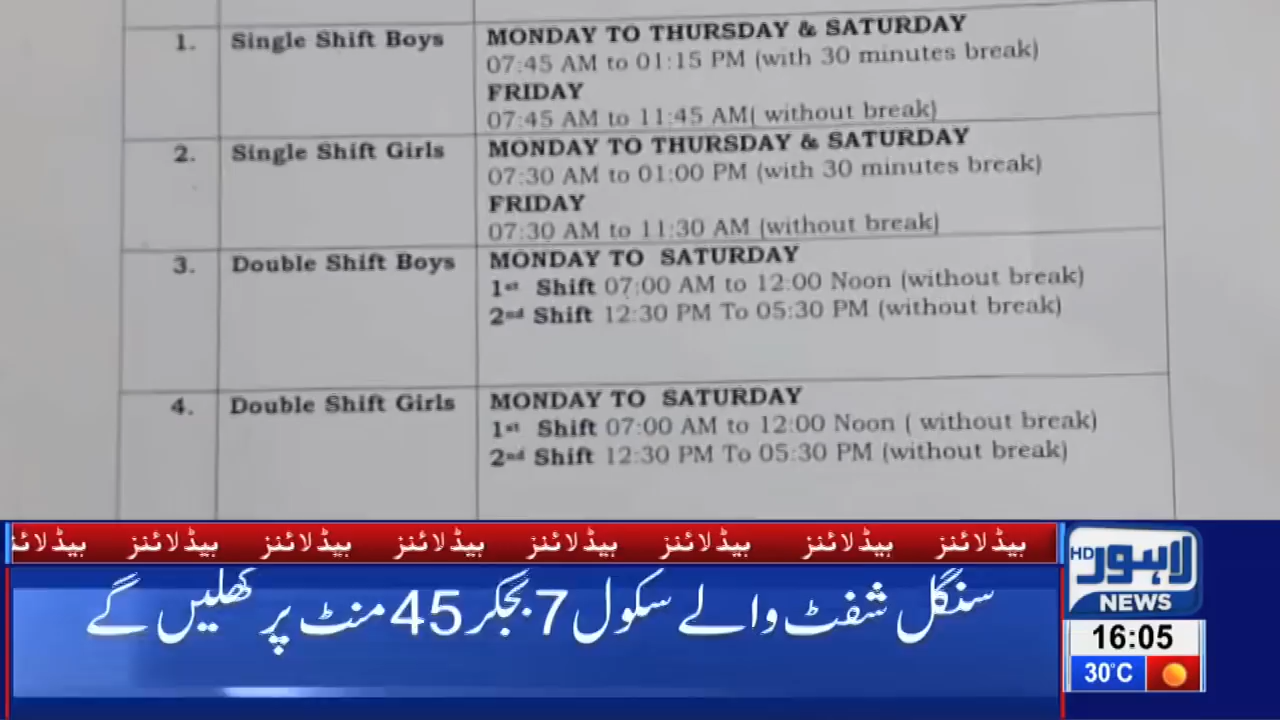 1. Single Shift Boys MONDAY TO THURSDAY & SATURDAY
07:45 AM to 01:15 PM (with 30 minutes break)
FRIDAY
07:45 AM to 11:45 AM( without break)
2. Single Shift Girls MONDAY TO THURSDAY & SATURDAY
07:30 AM to 01:00 PM (with 30 minutes break)
FRIDAY
07:30 AM to 11:30 AM (without break)
3. Double Shift Boys MONDAY TO SATURDAY
1st Shift 07:00 AM to 12:00 Noon (without break)
2nd Shift 12:30 PM To 05:30 PM (without break)
4. Double Shift Girls MONDAY TO SATURDAY
1st Shift 07:00 AM to 12:00 Noon ( without break)
2nd Shift 12:30 PM To 05:30 PM (without break)
ہیڈلائنز ہیڈلائنز ہیڈلائنز ہیڈلائنز ہیڈلائنز ہیڈلائنز ہیڈلائنز ہیڈلائنز
سنگل شفٹ والے سکول 7 بجکر 45 منٹ پر کھلیں گے
لاہور HD
NEWS
16:05
30°C